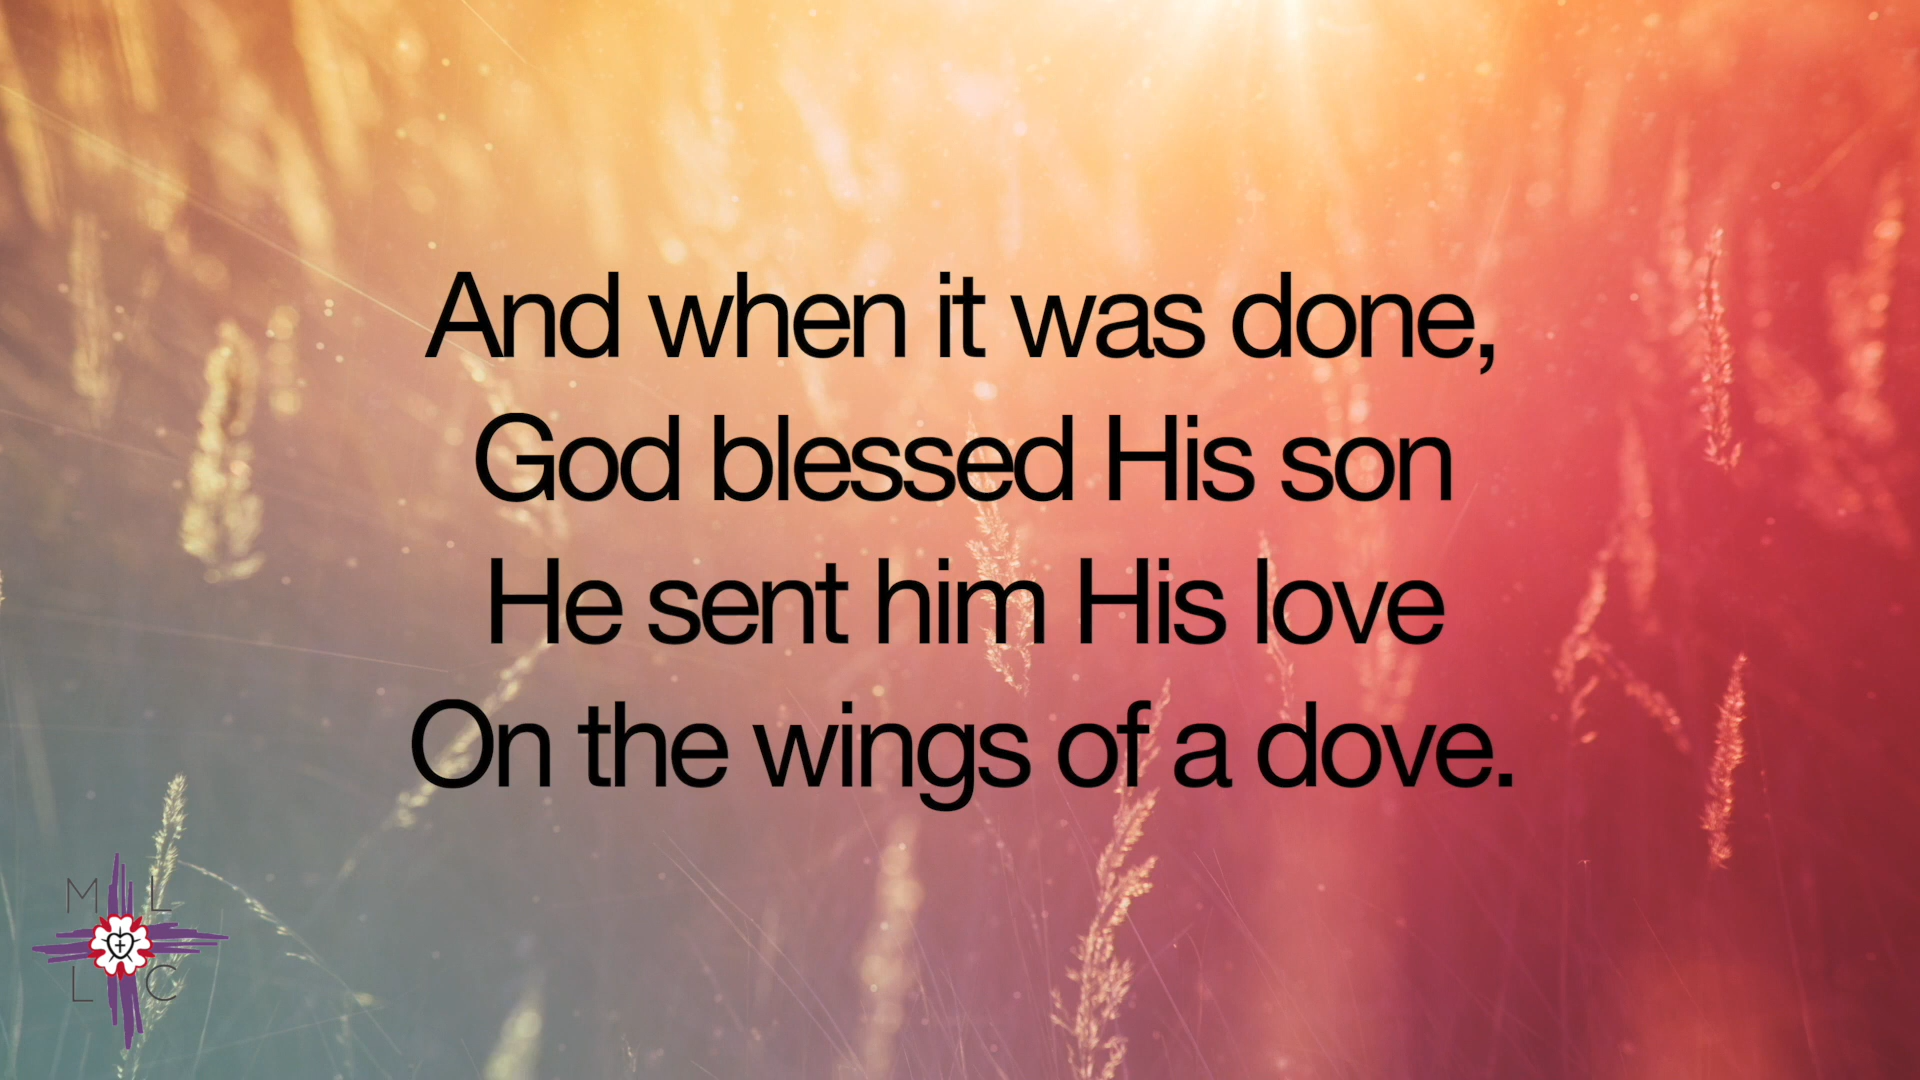 And when it was done,
God blessed His son
He sent him His love
On the wings of a dove.
M L
L C